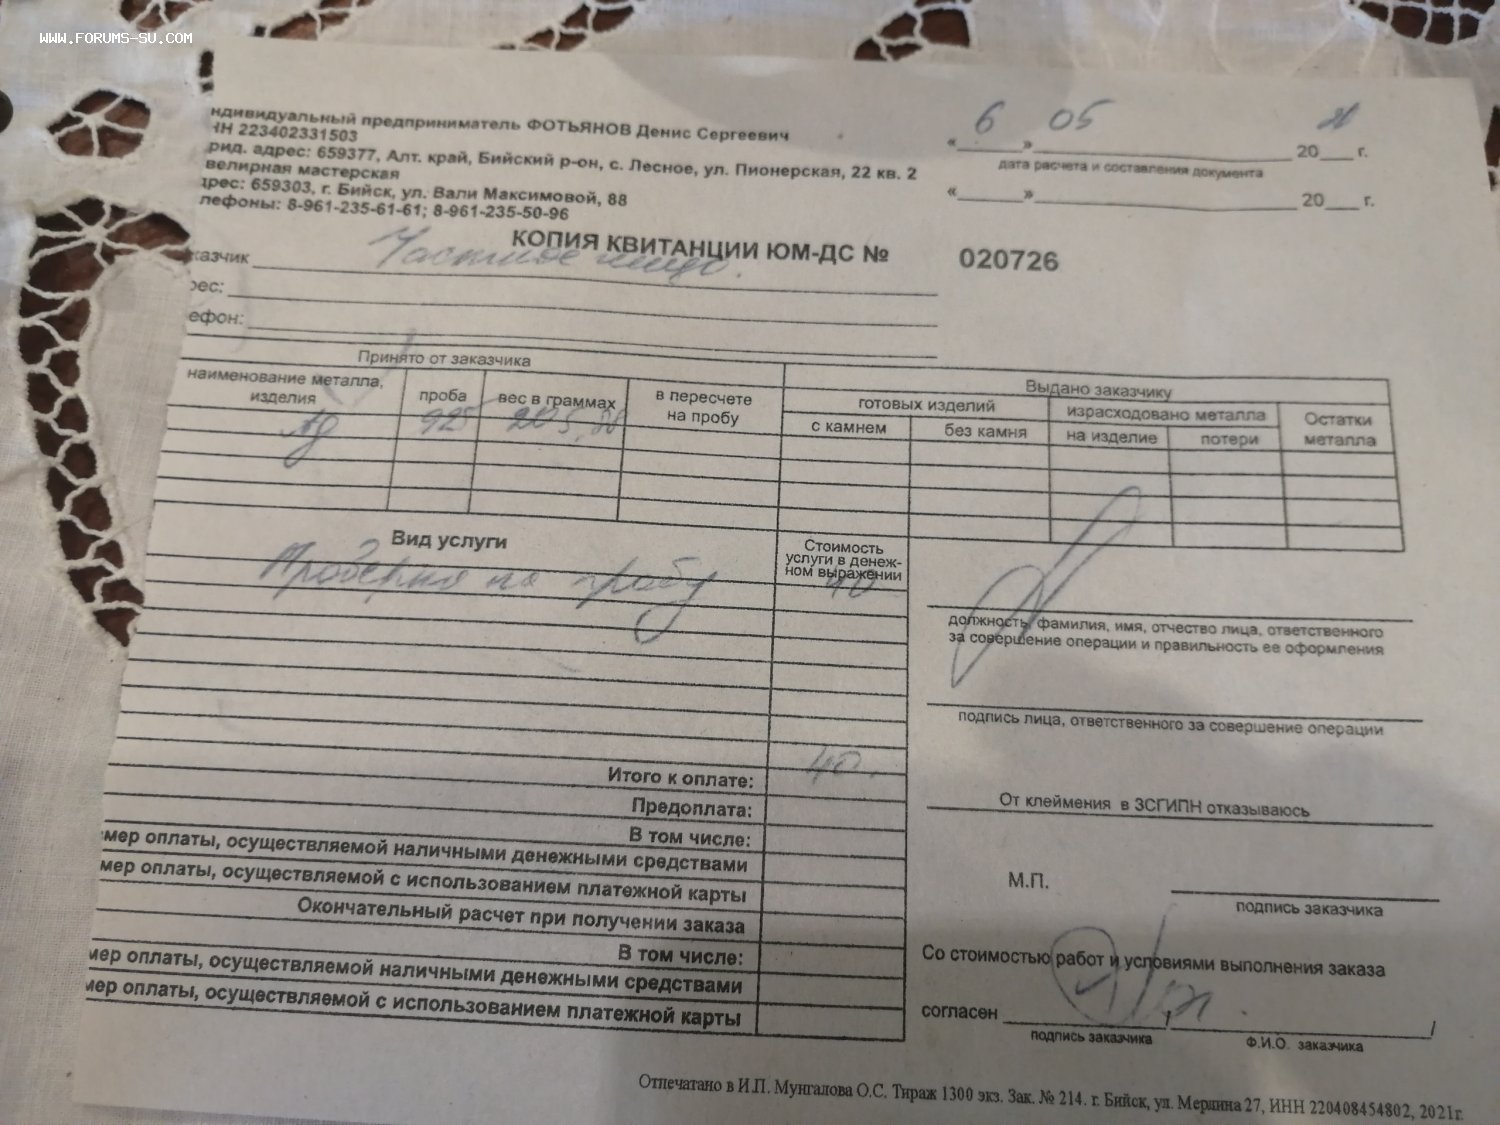 WWW.FORUMS-SU.COM
ндивидуальный предприниматель ФОТЬЯНОВ Денис Сергеевич
НН 223402331503
рид. адрес: 659377, Алт. край, Бийский р-он, с. Лесное, ул. Пионерская, 22 кв. 2
велирная мастерская
дрес: 659303, г. Бийск, ул. Вали Максимовой, 88
лефоны: 8-961-235-61-61; 8-961-235-50-96
« 6 » 05 20 г.
дата расчета и составления документа
« » 20 г.
КОПИЯ КВИТАНЦИИ ЮМ-ДС № 020726
казчик Частное лицо.
рес:
ефон:
Принято от заказчика
Выдано заказчику
наименование металла, изделия
проба
вес в граммах
в пересчете на пробу
готовых изделий
с камнем
без камня
израсходовано металла
на изделие
потери
Остатки металла
Ag 925
Вид услуги
Стоимость услуги в денеж-ном выражении
Проверка на пробу 40
должность, фамилия, имя, отчество лица, ответственного
за совершение операции и правильность ее оформления
подпись лица, ответственного за совершение операции
Итого к оплате: 40.
Предоплата:
В том числе:
мер оплаты, осуществляемой наличными денежными средствами
мер оплаты, осуществляемой с использованием платежной карты
Окончательный расчет при получении заказа
В том числе:
мер оплаты, осуществляемой наличными денежными средствами
мер оплаты, осуществляемой с использованием платежной карты
От клеймения в ЗСГИПН отказываюсь
М.П.
подпись заказчика
Со стоимостью работ и условиями выполнения заказа
согласен / /
подпись заказчика
Ф.И.О. заказчика
Отпечатано в И.П. Мунгалова О.С. Тираж 1300 экз. Зак. № 214. г. Бийск, ул. Мерлина 27, ИНН 220408454802, 2021г.